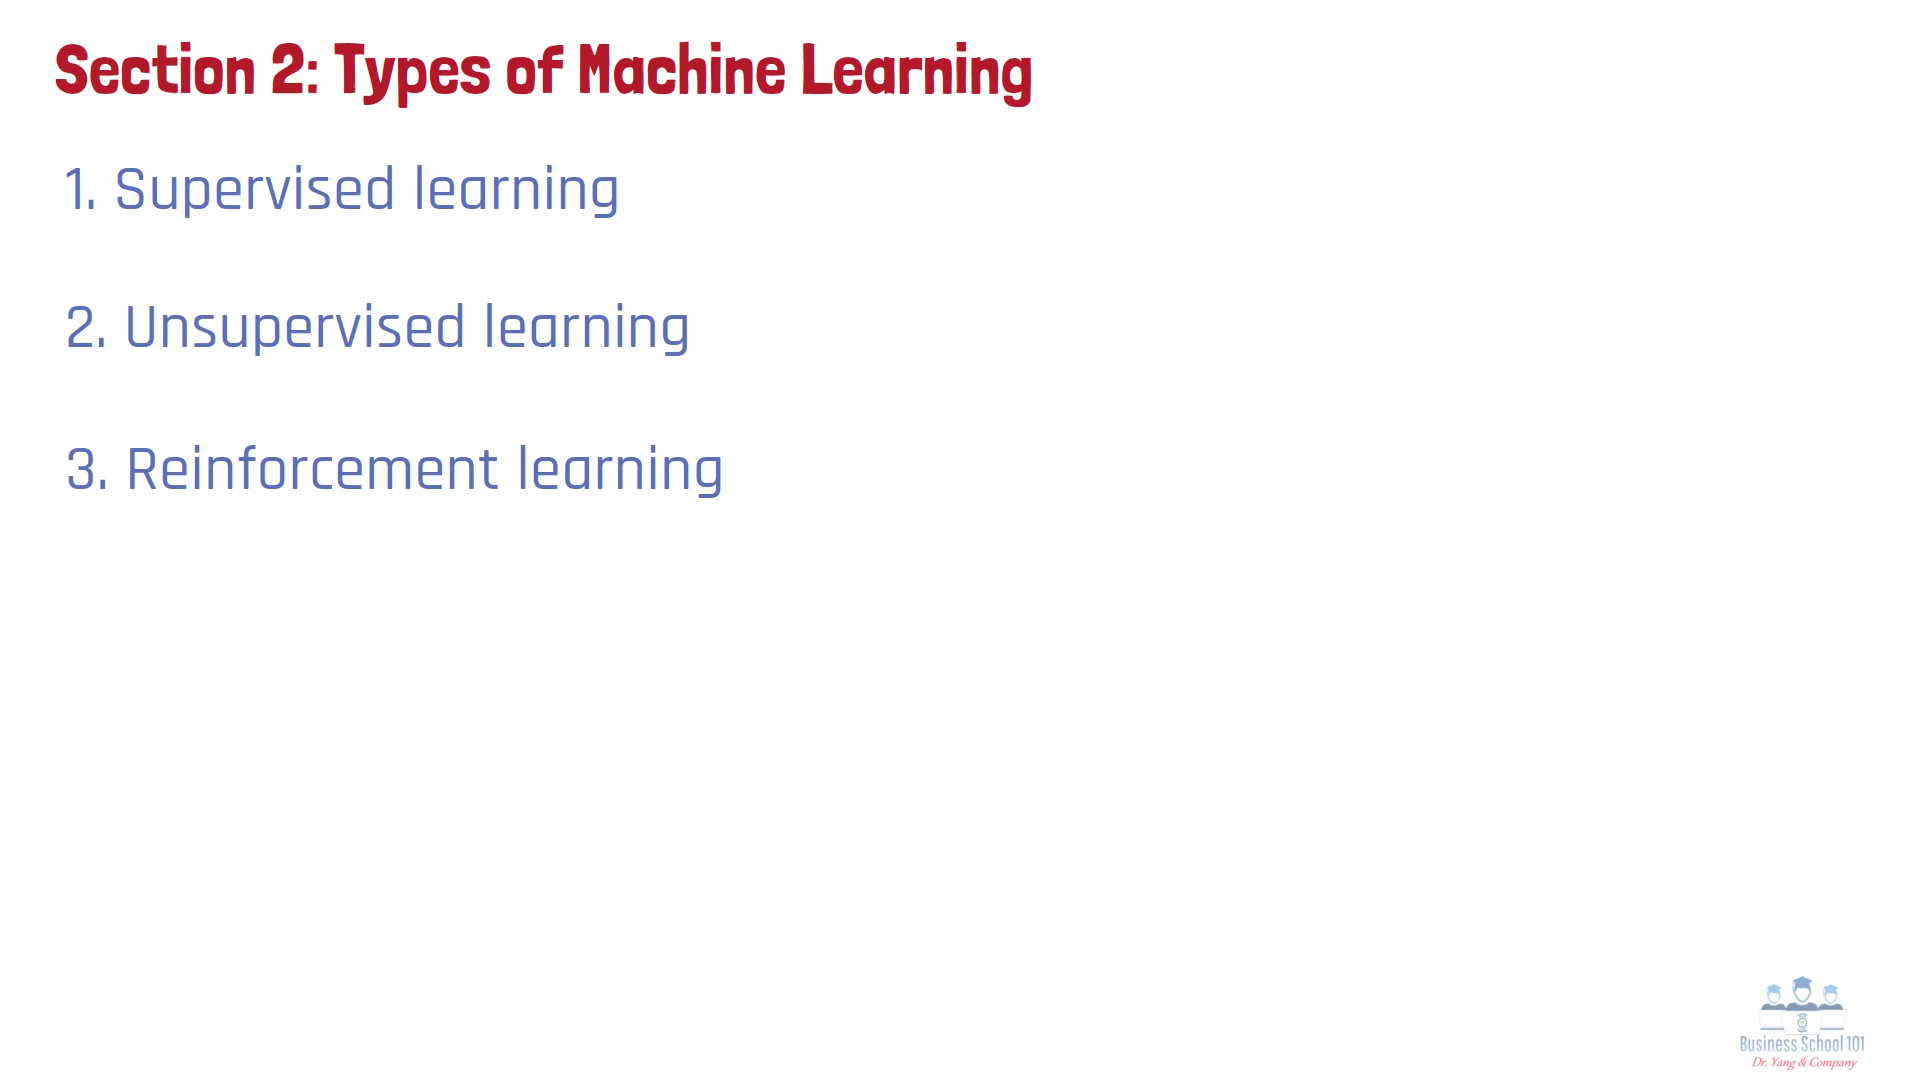 Section 2: Types of Machine Learning
1. Supervised learning
2. Unsupervised learning
3. Reinforcement learning
Business School 101
Dr. Yang & Company